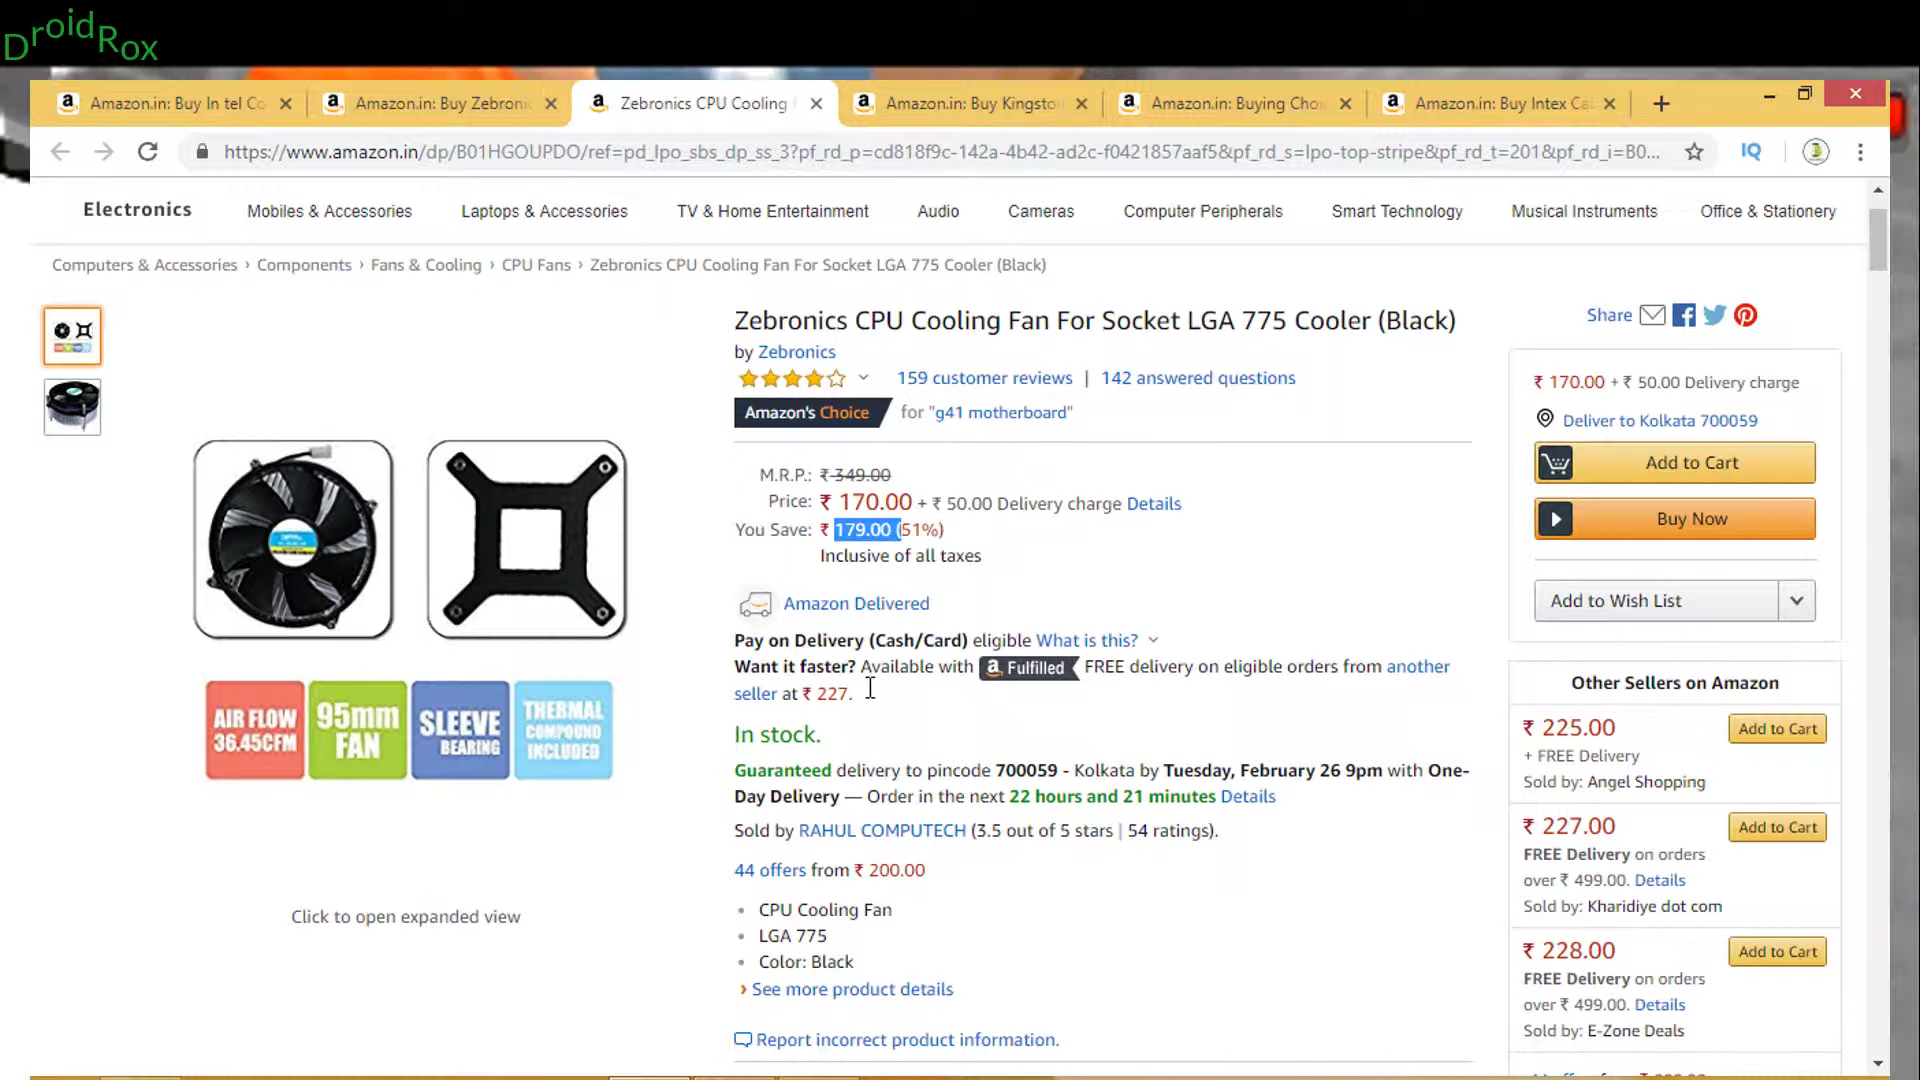 DroidRox
Amazon.in: Buy In tel Co
Amazon.in: Buy Zebroni
Zebronics CPU Cooling
Amazon.in: Buy Kingsto
Amazon.in: Buying Cho
Amazon.in: Buy Intex Ca
https://www.amazon.in/dp/B01HGOUPDO/ref=pd_lpo_sbs_dp_ss_3?pf_rd_p=cd818f9c-142a-4b42-ad2c-f0421857aaf5&pf_rd_s=lpo-top-stripe&pf_rd_t=201&pf_rd_i=B0...
IQ
Electronics Mobiles & Accessories Laptops & Accessories TV & Home Entertainment Audio Cameras Computer Peripherals Smart Technology Musical Instruments Office & Stationery
Computers & Accessories › Components › Fans & Cooling › CPU Fans › Zebronics CPU Cooling Fan For Socket LGA 775 Cooler (Black)
AIR FLOW
36.45CFM
95mm
FAN
SLEEVE
BEARING
THERMAL
COMPOUND
INCLUDED
Click to open expanded view
Zebronics CPU Cooling Fan For Socket LGA 775 Cooler (Black)
by Zebronics
159 customer reviews | 142 answered questions
Amazon's Choice for "g41 motherboard"
M.R.P.: ₹ 349.00
Price: ₹ 170.00 + ₹ 50.00 Delivery charge Details
You Save: ₹ 179.00 (51%)
Inclusive of all taxes
Amazon Delivered
Pay on Delivery (Cash/Card) eligible What is this?
Want it faster? Available with a Fulfilled FREE delivery on eligible orders from another
seller at ₹ 227.
In stock.
Guaranteed delivery to pincode 700059 - Kolkata by Tuesday, February 26 9pm with One-
Day Delivery — Order in the next 22 hours and 21 minutes Details
Sold by RAHUL COMPUTECH (3.5 out of 5 stars | 54 ratings).
44 offers from ₹ 200.00
• CPU Cooling Fan
• LGA 775
• Color: Black
› See more product details
Report incorrect product information.
Share
₹ 170.00 + ₹ 50.00 Delivery charge
Deliver to Kolkata 700059
Add to Cart
Buy Now
Add to Wish List
Other Sellers on Amazon
₹ 225.00 Add to Cart
+ FREE Delivery
Sold by: Angel Shopping
₹ 227.00 Add to Cart
FREE Delivery on orders
over ₹ 499.00. Details
Sold by: Kharidiye dot com
₹ 228.00 Add to Cart
FREE Delivery on orders
over ₹ 499.00. Details
Sold by: E-Zone Deals